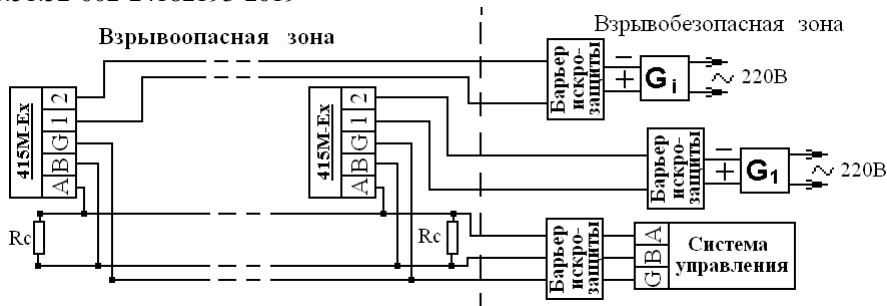 Взрывоопасная зона
Взрывобезопасная зона
Барьер
искро-
защиты
−
+
Gi
~ 220В
415М-Ex
2
1
G
B
A
415М-Ex
2
1
G
B
A
Барьер
искро-
защиты
−
+
G1
~ 220В
Rc
Rc
Барьер
искро-
защиты
A
B
G
Система
управления